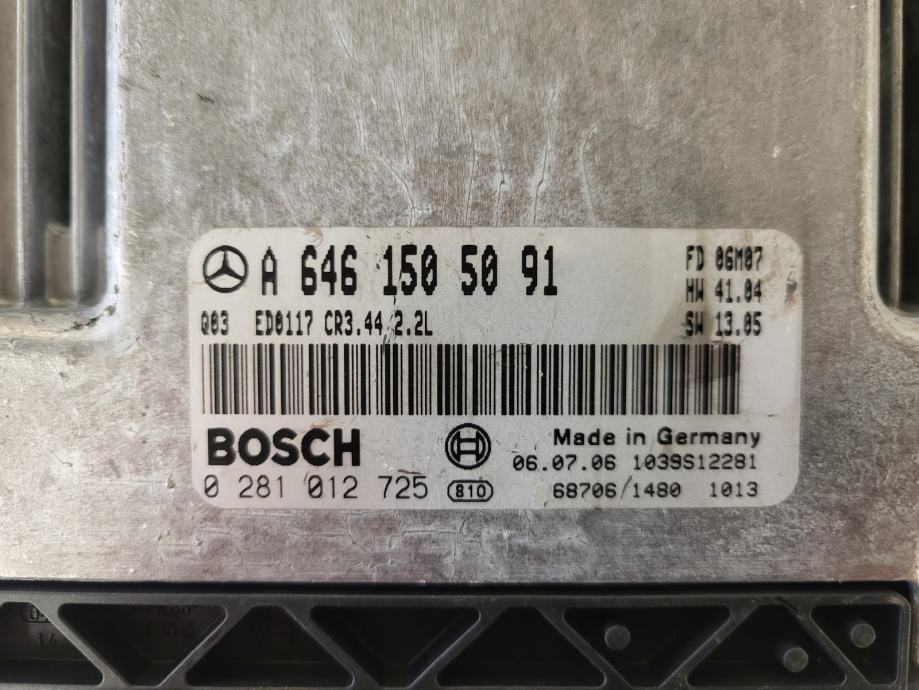 A 646 150 50 91
FD 06M07
HW 41.04
Q03 ED0117 CR3.44 2.2L
SW 13.05
BOSCH
Made in Germany
06.07.06 1039S12281
0 281 012 725 810
68706/1480 1013